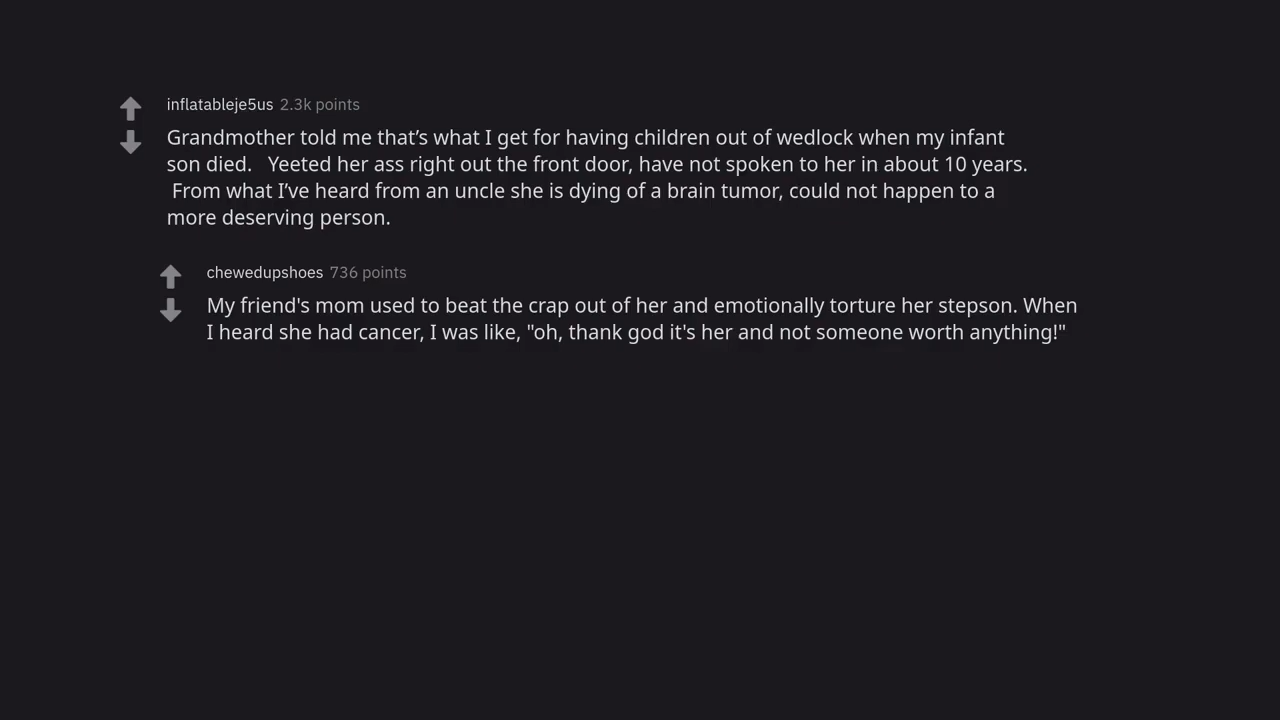 inflatableje5us 2.3k points
Grandmother told me that’s what I get for having children out of wedlock when my infant
son died.   Yeeted her ass right out the front door, have not spoken to her in about 10 years.
From what I’ve heard from an uncle she is dying of a brain tumor, could not happen to a
more deserving person.
chewedupshoes 736 points
My friend's mom used to beat the crap out of her and emotionally torture her stepson. When
I heard she had cancer, I was like, "oh, thank god it's her and not someone worth anything!"